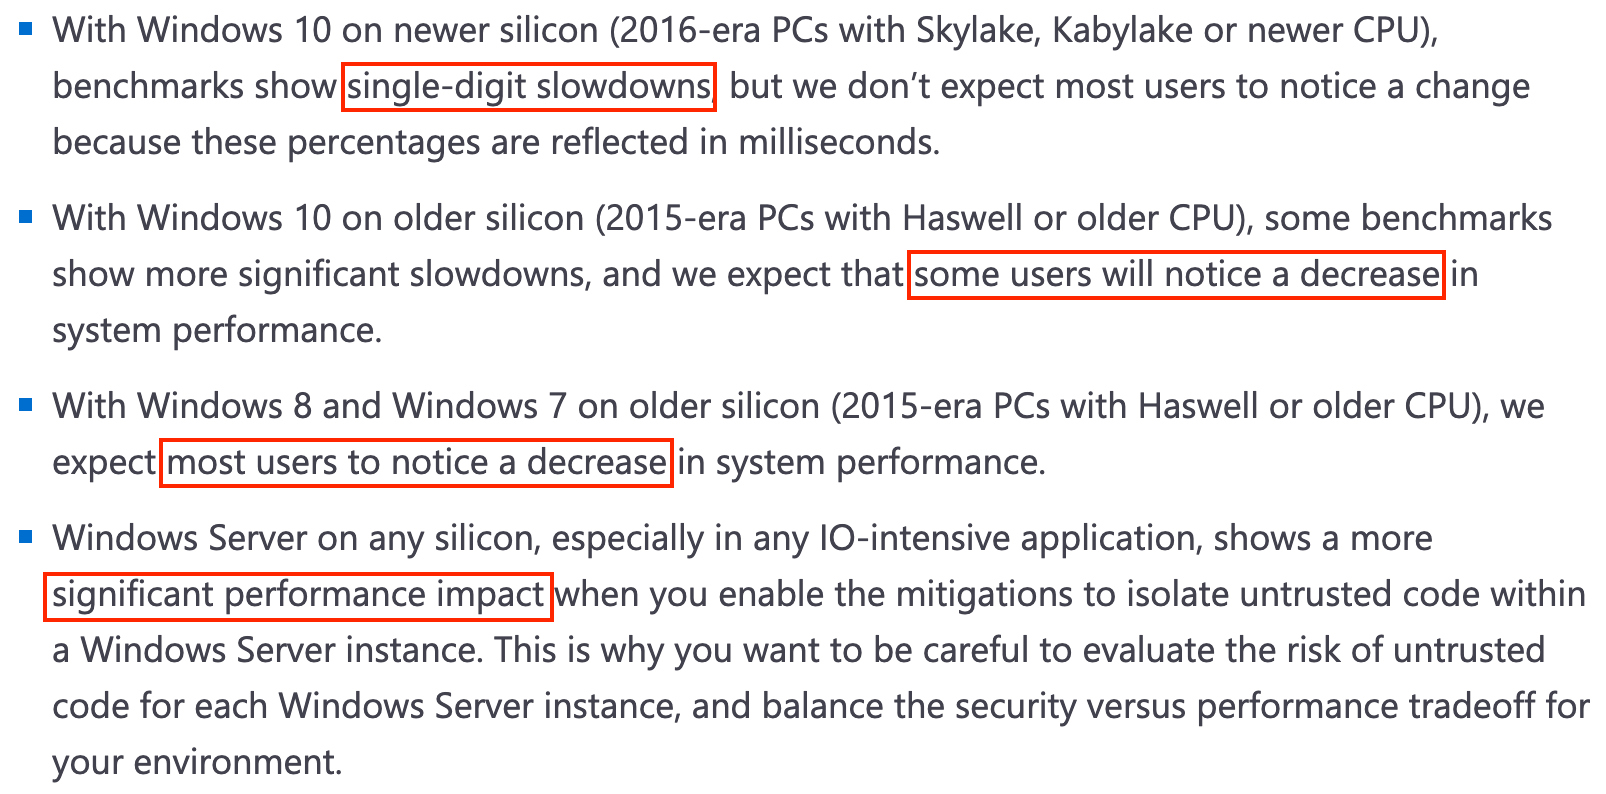 With Windows 10 on newer silicon (2016-era PCs with Skylake, Kabylake or newer CPU),
benchmarks show single-digit slowdowns, but we don’t expect most users to notice a change
because these percentages are reflected in milliseconds.
With Windows 10 on older silicon (2015-era PCs with Haswell or older CPU), some benchmarks
show more significant slowdowns, and we expect that some users will notice a decrease in
system performance.
With Windows 8 and Windows 7 on older silicon (2015-era PCs with Haswell or older CPU), we
expect most users to notice a decrease in system performance.
Windows Server on any silicon, especially in any IO-intensive application, shows a more
significant performance impact when you enable the mitigations to isolate untrusted code within
a Windows Server instance. This is why you want to be careful to evaluate the risk of untrusted
code for each Windows Server instance, and balance the security versus performance tradeoff for
your environment.